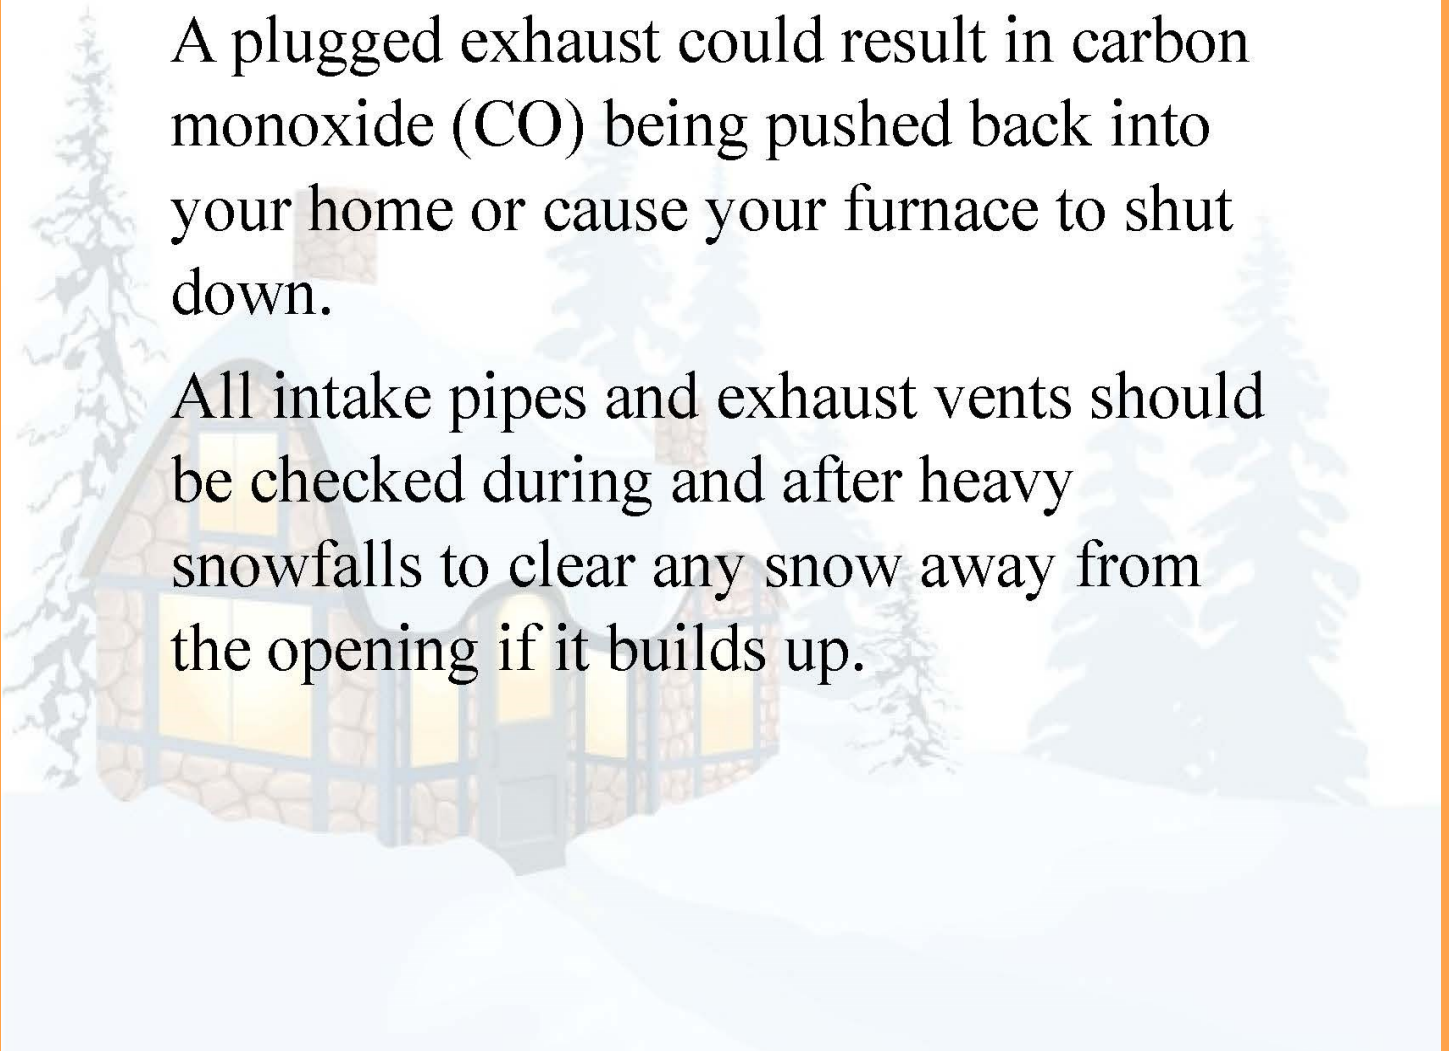 A plugged exhaust could result in carbon
monoxide (CO) being pushed back into
your home or cause your furnace to shut
down.
All intake pipes and exhaust vents should
be checked during and after heavy
snowfalls to clear any snow away from
the opening if it builds up.